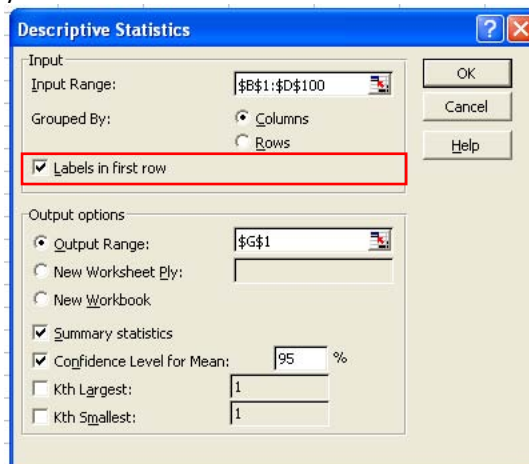 Descriptive Statistics
Input
Input Range: $B$1:$D$100
OK
Grouped By: Columns
Cancel
Rows
Help
Labels in first row
Output options
Output Range: $G$1
New Worksheet Ply:
New Workbook
Summary statistics
Confidence Level for Mean: 95 %
Kth Largest: 1
Kth Smallest: 1